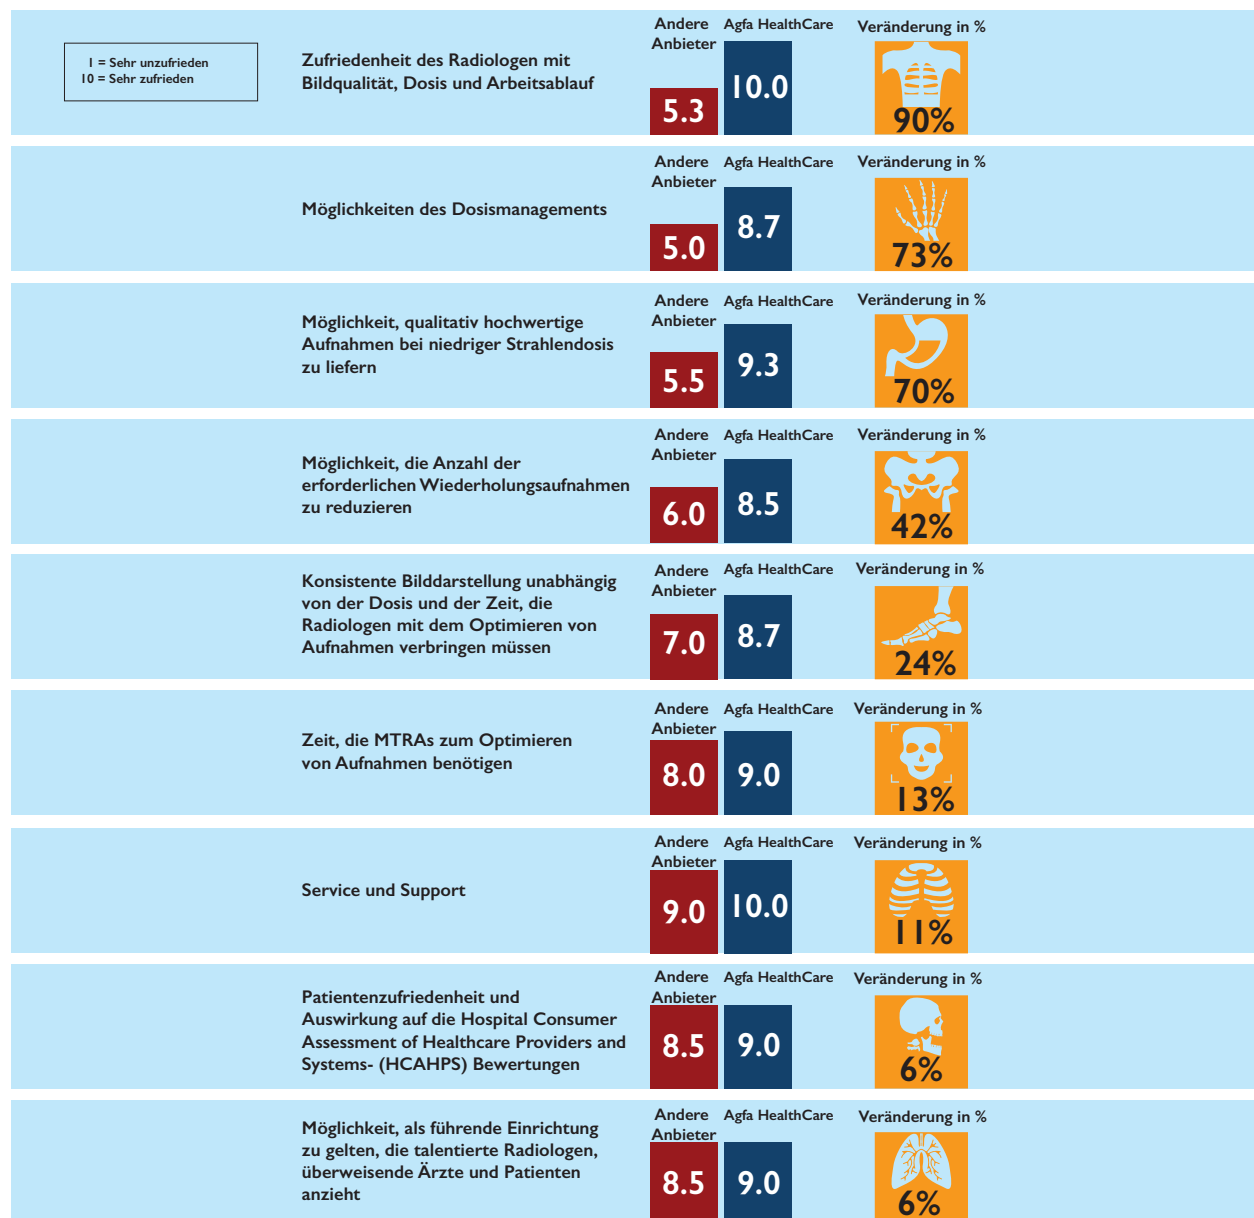 1 = Sehr unzufrieden
10 = Sehr zufrieden
Zufriedenheit des Radiologen mit
Bildqualität, Dosis und Arbeitsablauf
Andere
Anbieter
Agfa HealthCare
Veränderung in %
5.3
10.0
90%
Möglichkeiten des Dosismanagements
Andere
Anbieter
Agfa HealthCare
Veränderung in %
5.0
8.7
73%
Möglichkeit, qualitativ hochwertige
Aufnahmen bei niedriger Strahlendosis
zu liefern
Andere
Anbieter
Agfa HealthCare
Veränderung in %
5.5
9.3
70%
Möglichkeit, die Anzahl der
erforderlichen Wiederholungsaufnahmen
zu reduzieren
Andere
Anbieter
Agfa HealthCare
Veränderung in %
6.0
8.5
42%
Konsistente Bilddarstellung unabhängig
von der Dosis und der Zeit, die
Radiologen mit dem Optimieren von
Aufnahmen verbringen müssen
Andere
Anbieter
Agfa HealthCare
Veränderung in %
7.0
8.7
24%
Zeit, die MTRAs zum Optimieren
von Aufnahmen benötigen
Andere
Anbieter
Agfa HealthCare
Veränderung in %
8.0
9.0
13%
Service und Support
Andere
Anbieter
Agfa HealthCare
Veränderung in %
9.0
10.0
11%
Patientenzufriedenheit und
Auswirkung auf die Hospital Consumer
Assessment of Healthcare Providers and
Systems- (HCAHPS) Bewertungen
Andere
Anbieter
Agfa HealthCare
Veränderung in %
8.5
9.0
6%
Möglichkeit, als führende Einrichtung
zu gelten, die talentierte Radiologen,
überweisende Ärzte und Patienten
anzieht
Andere
Anbieter
Agfa HealthCare
Veränderung in %
8.5
9.0
6%